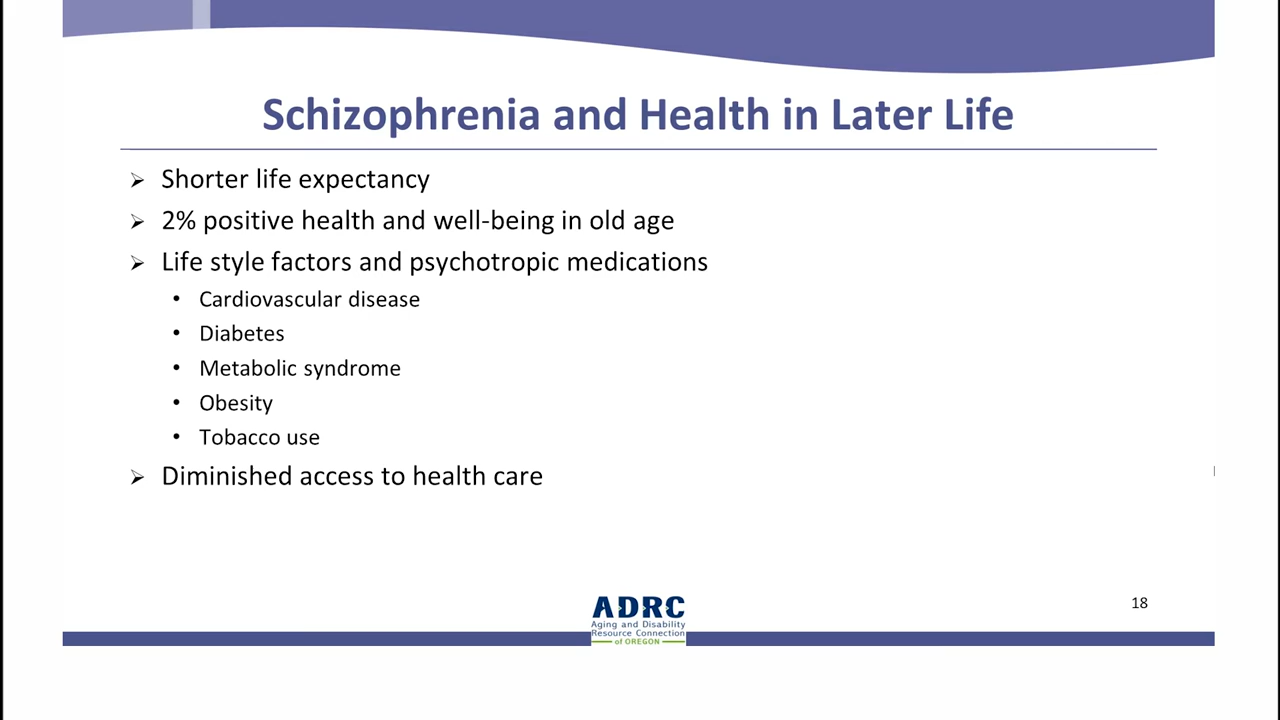 Schizophrenia and Health in Later Life
Shorter life expectancy
2% positive health and well-being in old age
Life style factors and psychotropic medications
Cardiovascular disease
Diabetes
Metabolic syndrome
Obesity
Tobacco use
Diminished access to health care
18
ADRC
Aging and Disability
Resource Connection
of OREGON